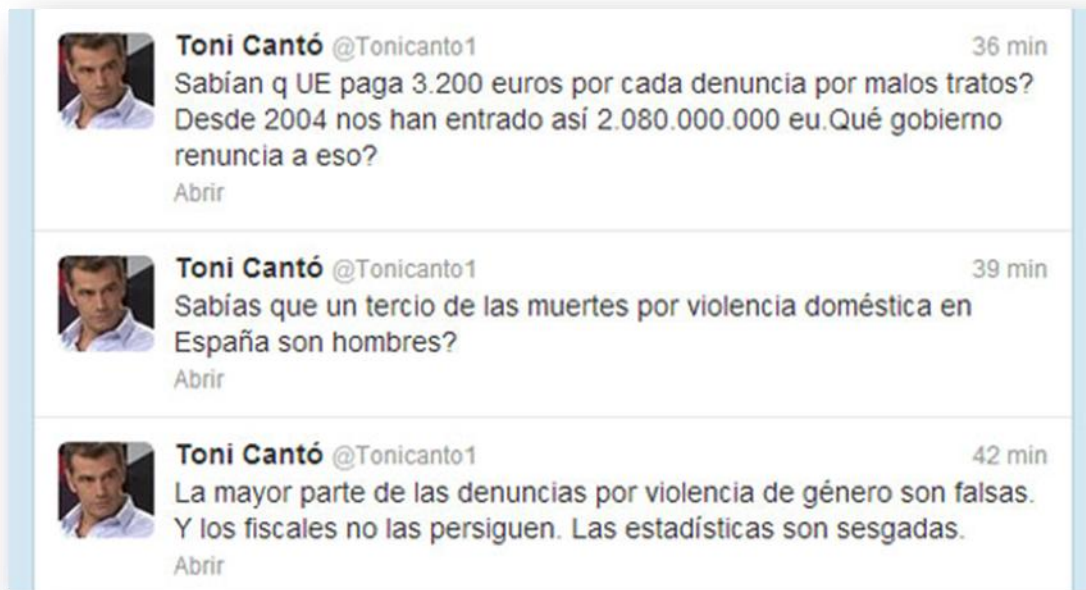 Toni Cantó @Tonicanto1 36 min
Sabían q UE paga 3.200 euros por cada denuncia por malos tratos?
Desde 2004 nos han entrado así 2.080.000.000 eu.Qué gobierno
renuncia a eso?
Abrir
Toni Cantó @Tonicanto1 39 min
Sabías que un tercio de las muertes por violencia doméstica en
España son hombres?
Abrir
Toni Cantó @Tonicanto1 42 min
La mayor parte de las denuncias por violencia de género son falsas.
Y los fiscales no las persiguen. Las estadísticas son sesgadas.
Abrir